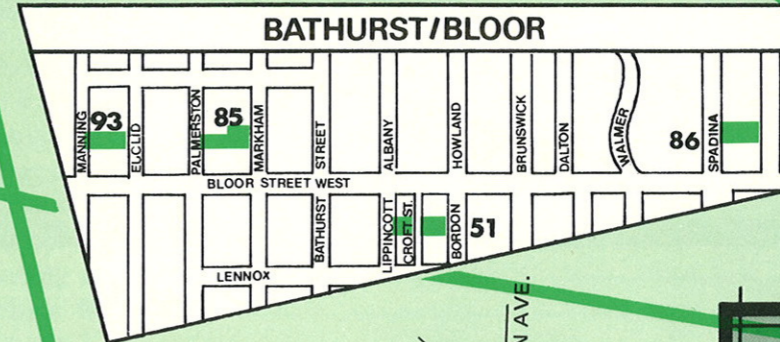 BATHURST/BLOOR
MANNING
93
EUCLID
PALMERSTON
85
MARKHAM
STREET
ALBANY
HOWLAND
BRUNSWICK
DALTON
WALMER
86
SPADINA
BLOOR STREET WEST
BATHURST
LIPPINCOTT
CROFT ST.
BORDON
51
LENNOX
N AVE.